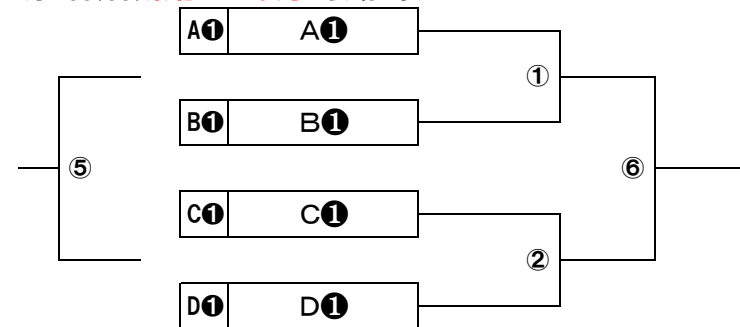 A❶ A❶
①
B❶ B❶
⑤ ⑥
C❶ C❶
②
D❶ D❶